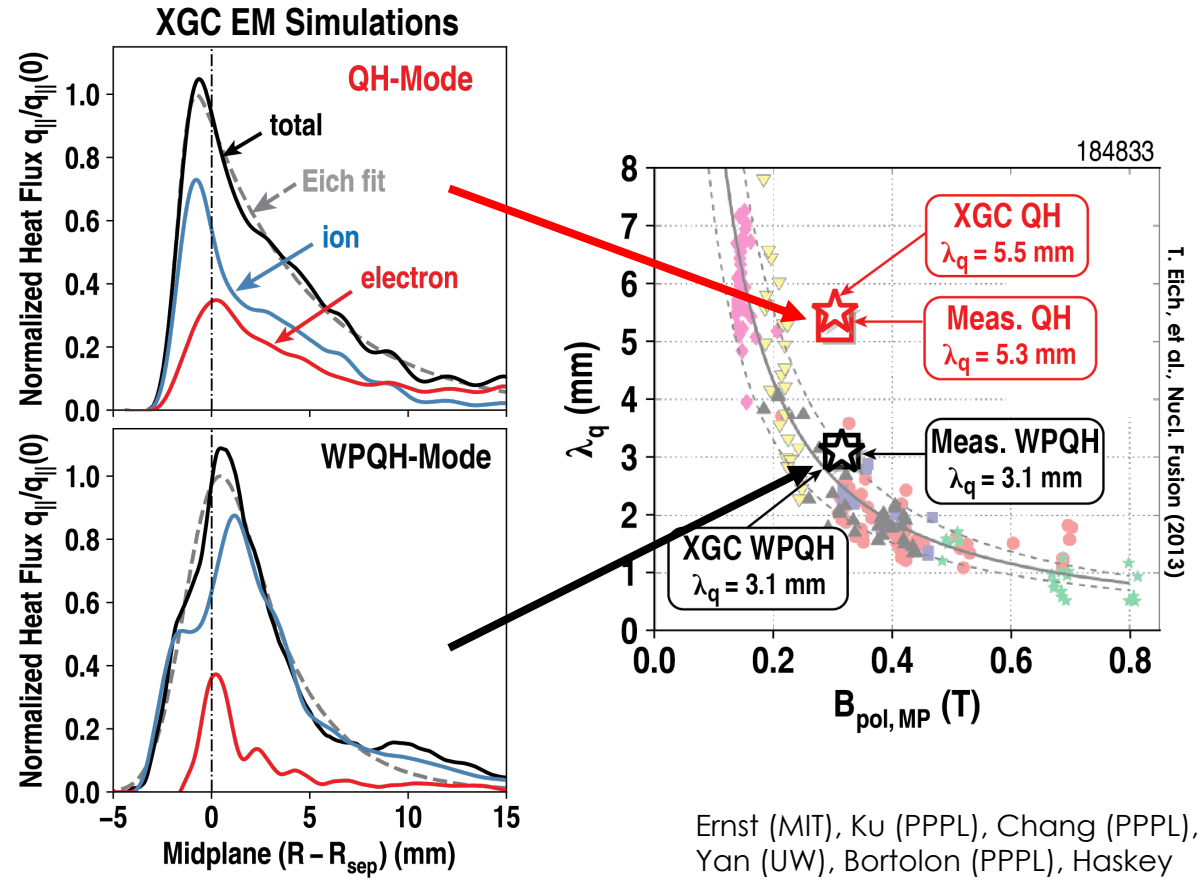 XGC EM Simulations
Normalized Heat Flux q||/q||(0)
1.0
0.8
0.6
0.4
0.2
0.0
QH-Mode
total
Eich fit
ion
electron
Normalized Heat Flux q||/q||(0)
1.0
0.8
0.6
0.4
0.2
0.0
WPQH-Mode
−5
0
5
10
15
Midplane (R – Rsep) (mm)
184833
λq (mm)
8
7
6
5
4
3
2
1
0
XGC QH
λq = 5.5 mm
Meas. QH
λq = 5.3 mm
Meas. WPQH
λq = 3.1 mm
XGC WPQH
λq = 3.1 mm
0.0
0.2
0.4
0.6
0.8
Bpol, MP (T)
T. Eich, et al., Nucl. Fusion (2013)
Ernst (MIT), Ku (PPPL), Chang (PPPL),
Yan (UW), Bortolon (PPPL), Haskey